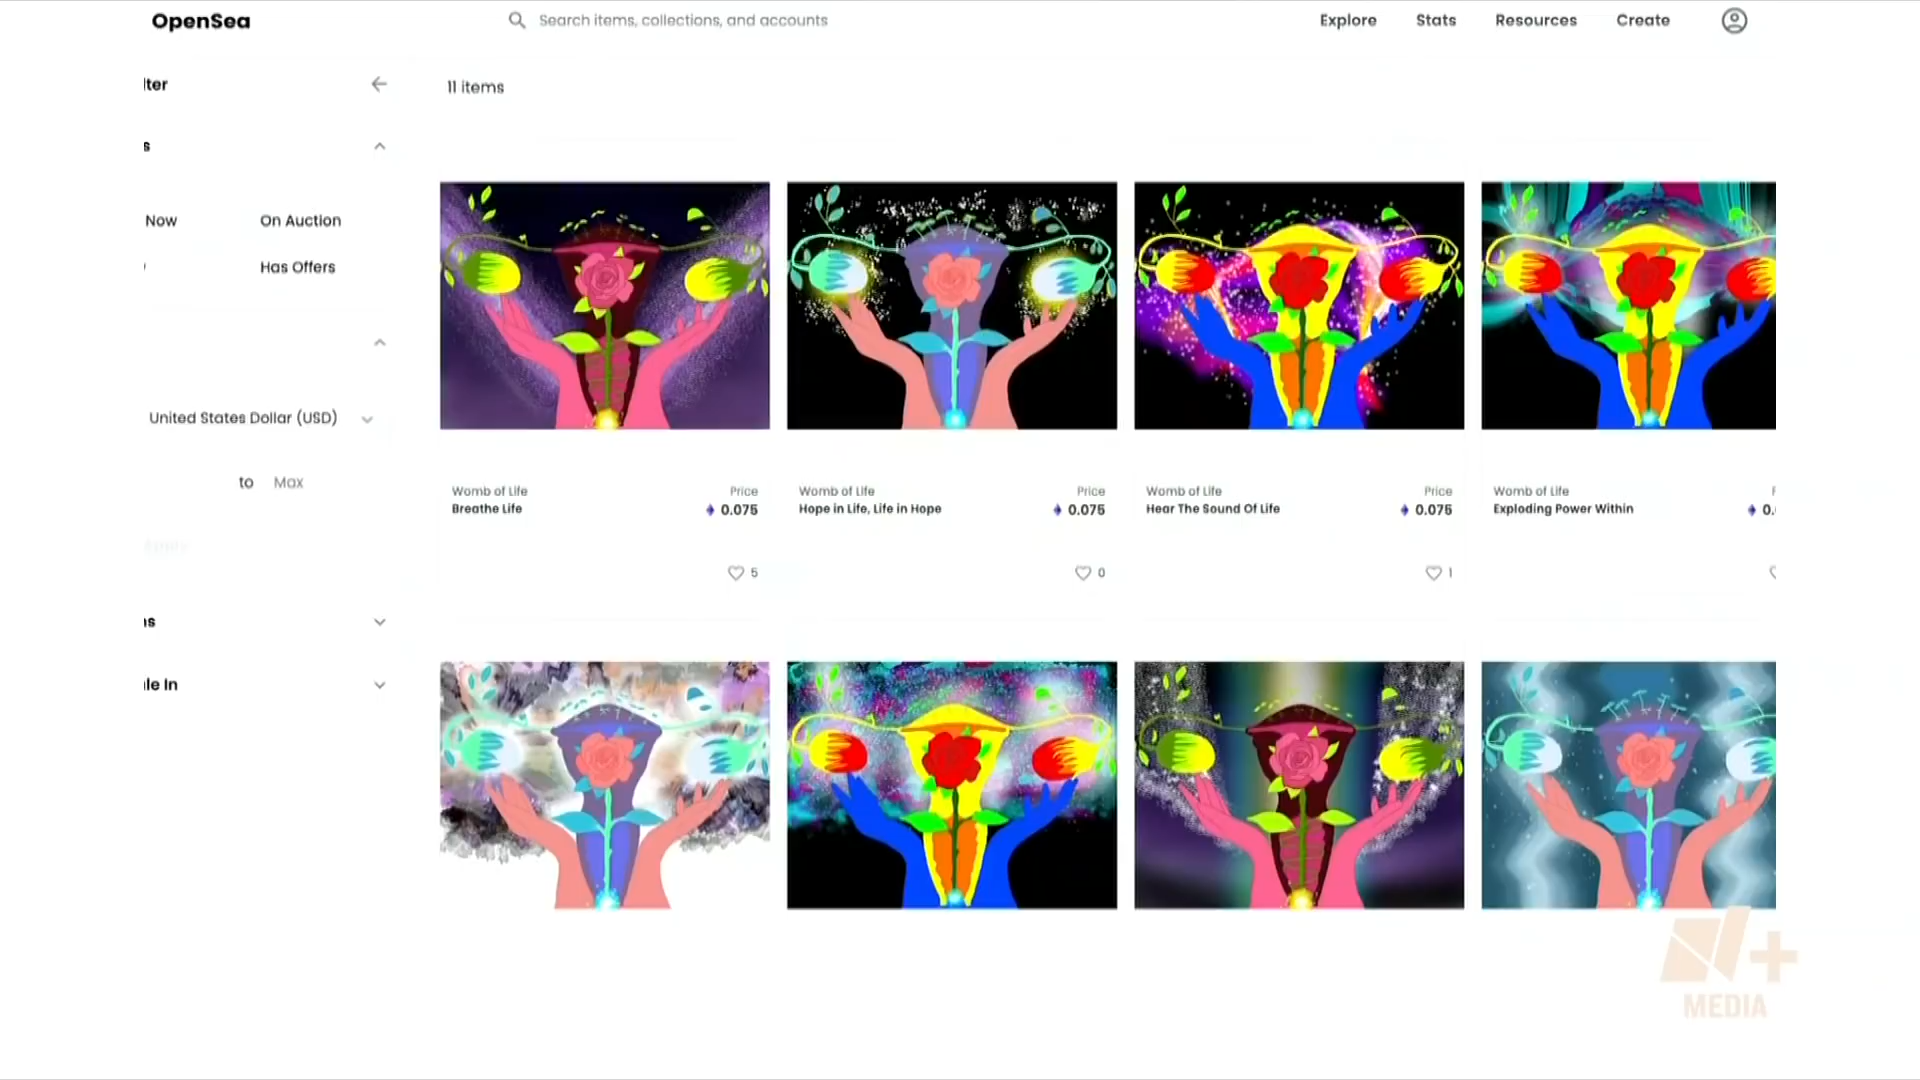 OpenSea
Search items, collections, and accounts
Explore
Stats
Resources
Create
lter
11 items
s
Now
On Auction
Has Offers
United States Dollar (USD)
to
Max
Womb of Life
Price
Breathe Life
0.075
5
Womb of Life
Price
Hope in Life, Life in Hope
0.075
0
Womb of Life
Price
Hear The Sound Of Life
0.075
1
Womb of Life
Exploding Power Within
0.
ns
le In
N+
MEDIA